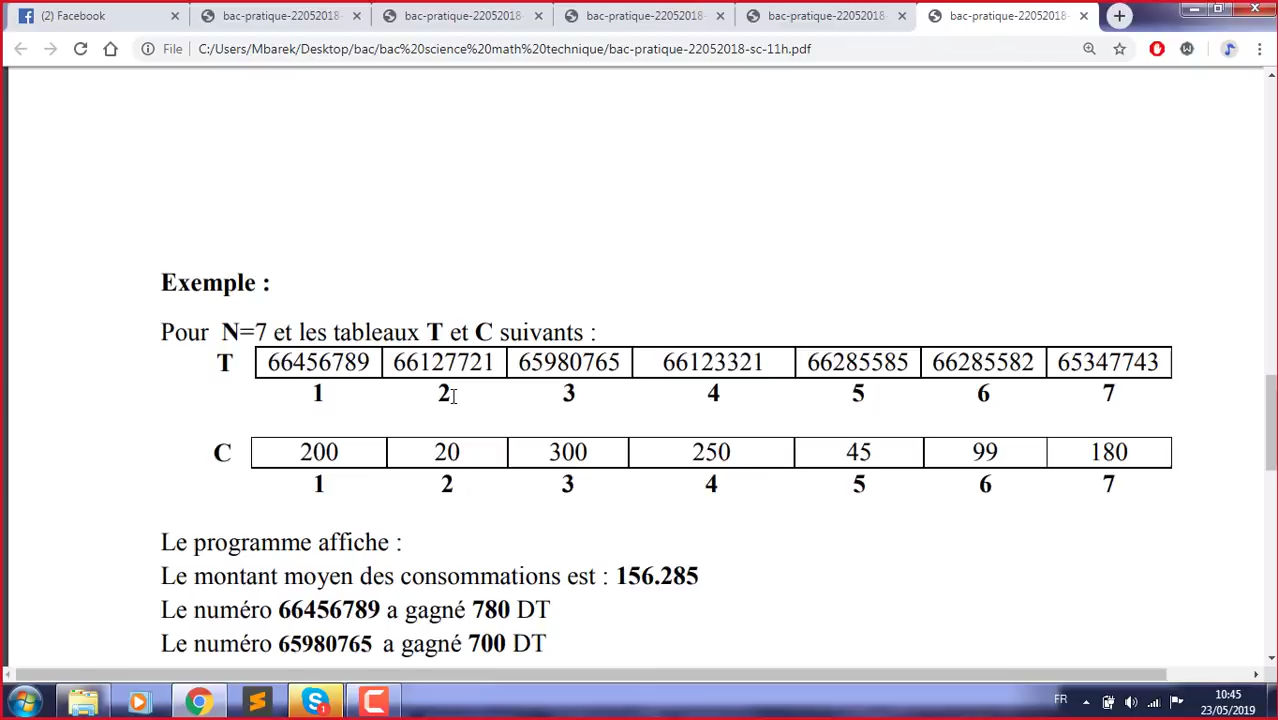 (2) Facebook
bac-pratique-22052018-
bac-pratique-22052018-
bac-pratique-22052018-
bac-pratique-22052018-
bac-pratique-22052018-
File
C:/Users/Mbarek/Desktop/bac/bac%20science%20math%20technique/bac-pratique-22052018-sc-11h.pdf
Exemple :
Pour N=7 et les tableaux T et C suivants :
T 66456789 66127721 65980765 66123321 66285585 66285582 65347743
1 2 3 4 5 6 7
C 200 20 300 250 45 99 180
1 2 3 4 5 6 7
Le programme affiche :
Le montant moyen des consommations est : 156.285
Le numéro 66456789 a gagné 780 DT
Le numéro 65980765 a gagné 700 DT
FR
10:45
23/05/2019